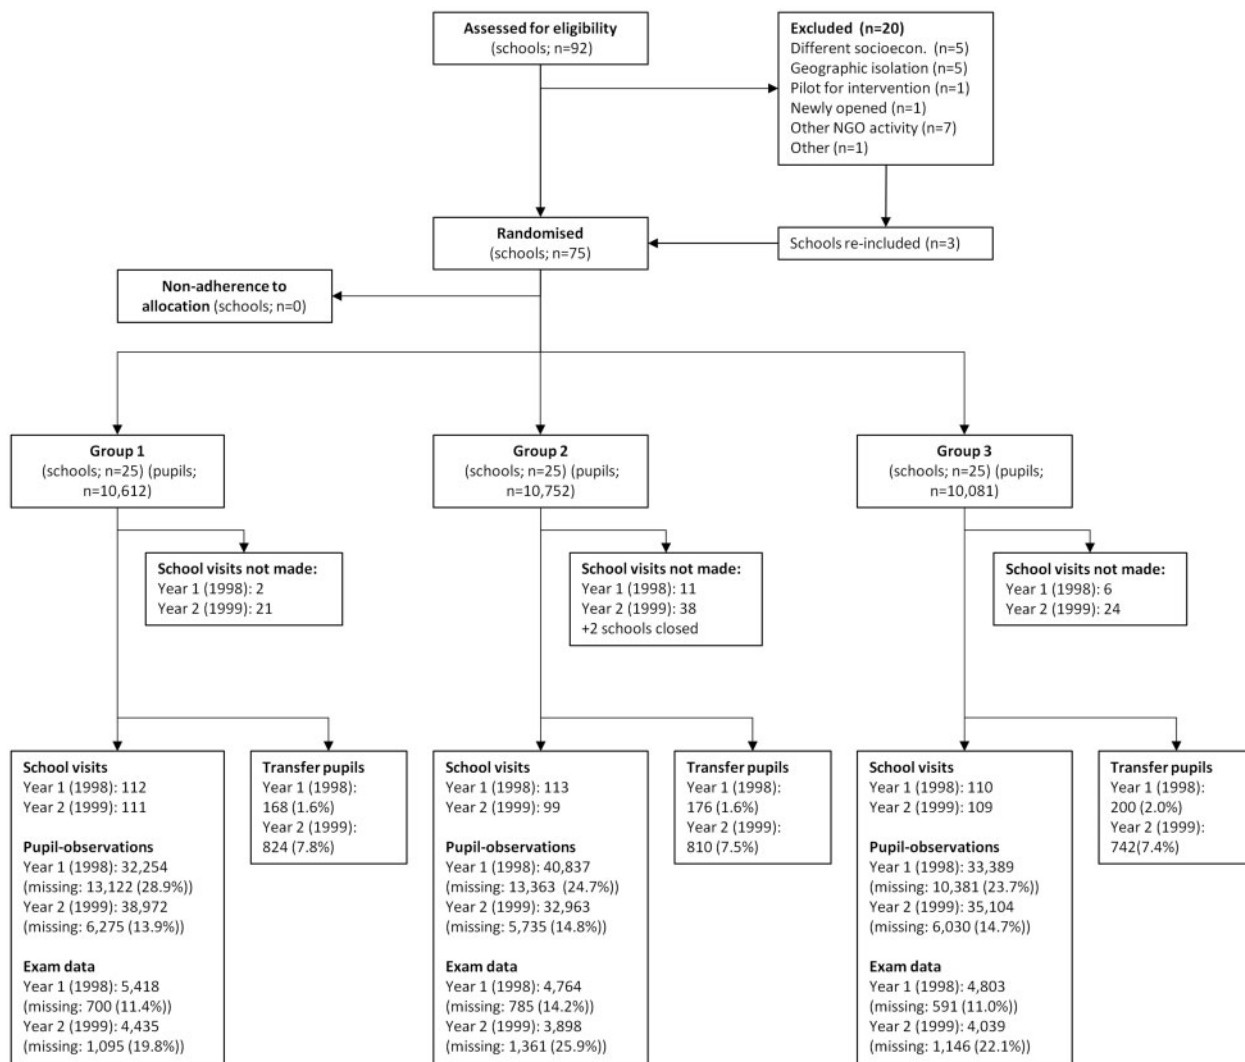 Assessed for eligibility
(schools; n=92)
Excluded (n=20)
Different socioecon. (n=5)
Geographic isolation (n=5)
Pilot for intervention (n=1)
Newly opened (n=1)
Other NGO activity (n=7)
Other (n=1)
Randomised
(schools; n=75)
Schools re-included (n=3)
Non-adherence to
allocation (schools; n=0)
Group 1
(schools; n=25) (pupils;
n=10,612)
Group 2
(schools; n=25) (pupils;
n=10,752)
Group 3
(schools; n=25) (pupils;
n=10,081)
School visits not made:
Year 1 (1998): 2
Year 2 (1999): 21
School visits not made:
Year 1 (1998): 11
Year 2 (1999): 38
+2 schools closed
School visits not made:
Year 1 (1998): 6
Year 2 (1999): 24
School visits
Year 1 (1998): 112
Year 2 (1999): 111
Pupil-observations
Year 1 (1998): 32,254
(missing: 13,122 (28.9%))
Year 2 (1999): 38,972
(missing: 6,275 (13.9%))
Exam data
Year 1 (1998): 5,418
(missing: 700 (11.4%))
Year 2 (1999): 4,435
(missing: 1,095 (19.8%))
Transfer pupils
Year 1 (1998):
168 (1.6%)
Year 2 (1999):
824 (7.8%)
School visits
Year 1 (1998): 113
Year 2 (1999): 99
Pupil-observations
Year 1 (1998): 40,837
(missing: 13,363 (24.7%))
Year 2 (1999): 32,963
(missing: 5,735 (14.8%))
Exam data
Year 1 (1998): 4,764
(missing: 785 (14.2%))
Year 2 (1999): 3,898
(missing: 1,361 (25.9%))
Transfer pupils
Year 1 (1998):
176 (1.6%)
Year 2 (1999):
810 (7.5%)
School visits
Year 1 (1998): 110
Year 2 (1999): 109
Pupil-observations
Year 1 (1998): 33,389
(missing: 10,381 (23.7%))
Year 2 (1999): 35,104
(missing: 6,030 (14.7%))
Exam data
Year 1 (1998): 4,803
(missing: 591 (11.0%))
Year 2 (1999): 4,039
(missing: 1,146 (22.1%))
Transfer pupils
Year 1 (1998):
200 (2.0%)
Year 2 (1999):
742(7.4%)